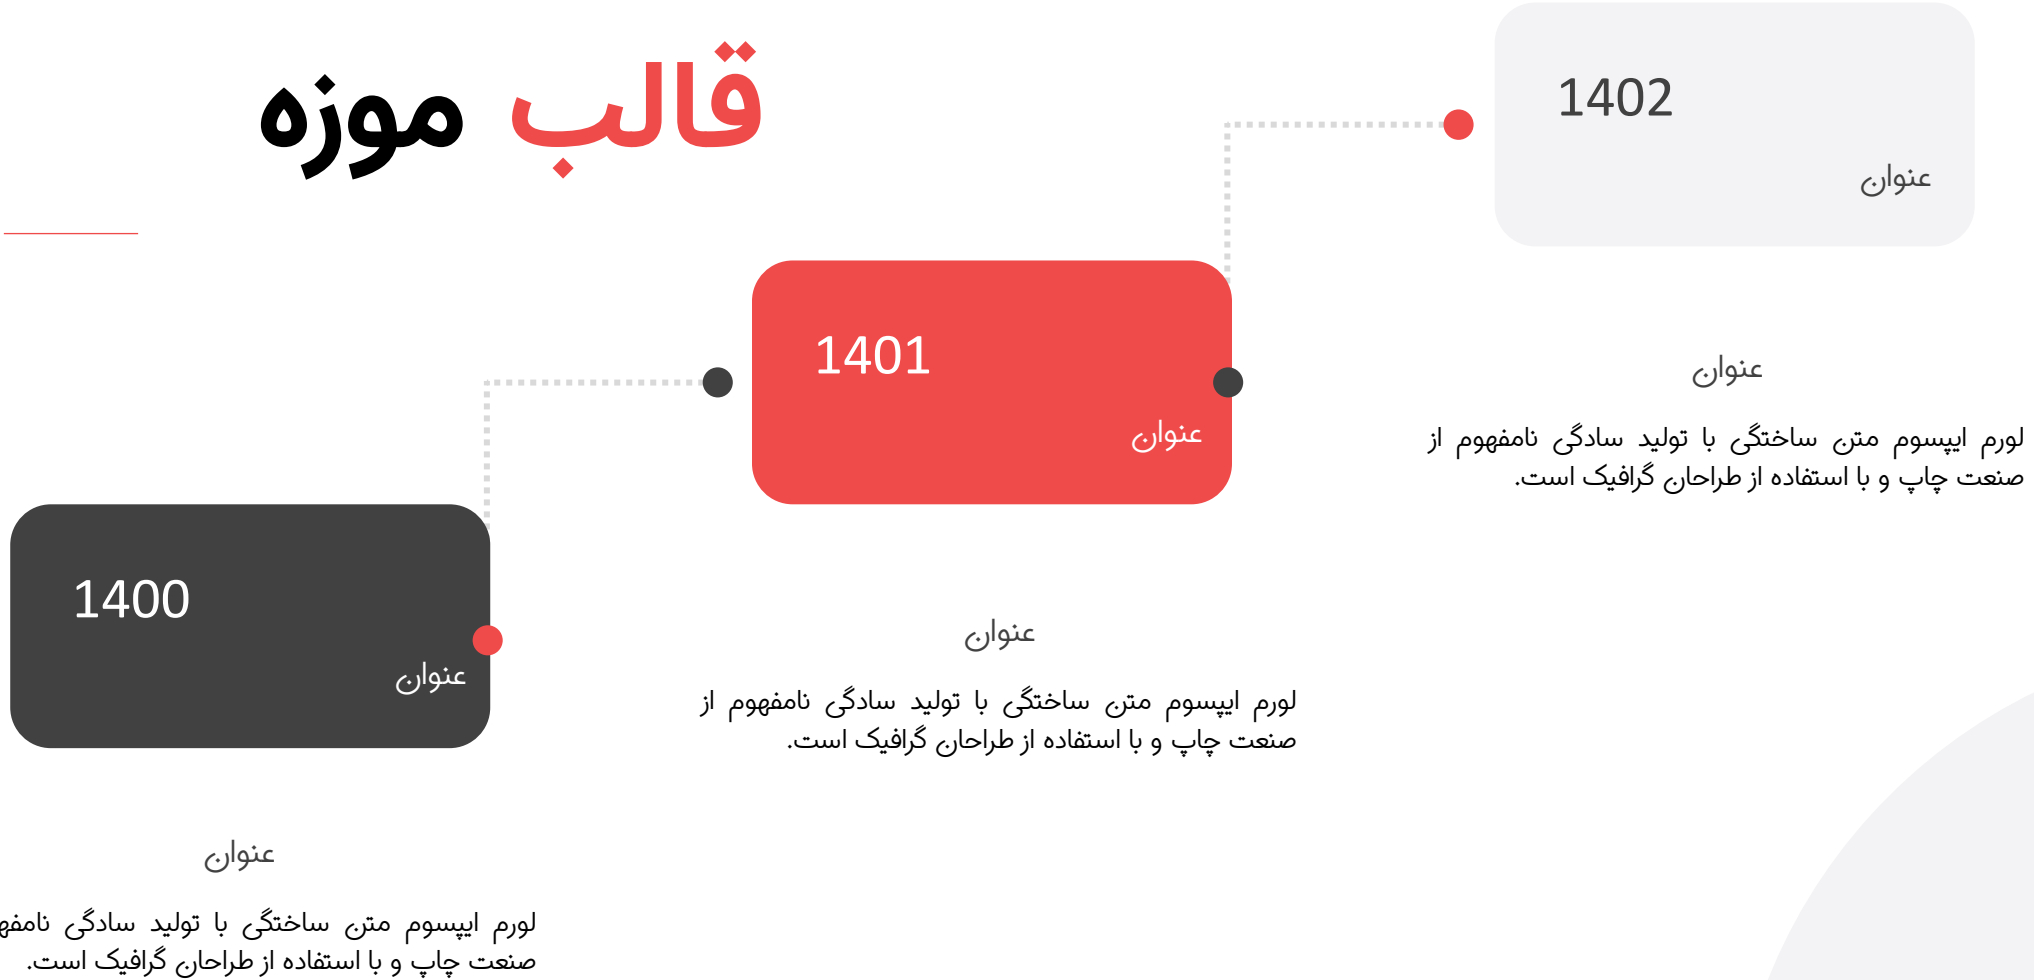 قالب موزه
1402
عنوان
عنوان
لورم ایپسوم متن ساختگی با تولید سادگی نامفهوم از
صنعت چاپ و با استفاده از طراحان گرافیک است.
1401
عنوان
عنوان
لورم ایپسوم متن ساختگی با تولید سادگی نامفهوم از
صنعت چاپ و با استفاده از طراحان گرافیک است.
1400
عنوان
عنوان
لورم ایپسوم متن ساختگی با تولید سادگی
صنعت چاپ و با استفاده از طراحان گرافیک است.